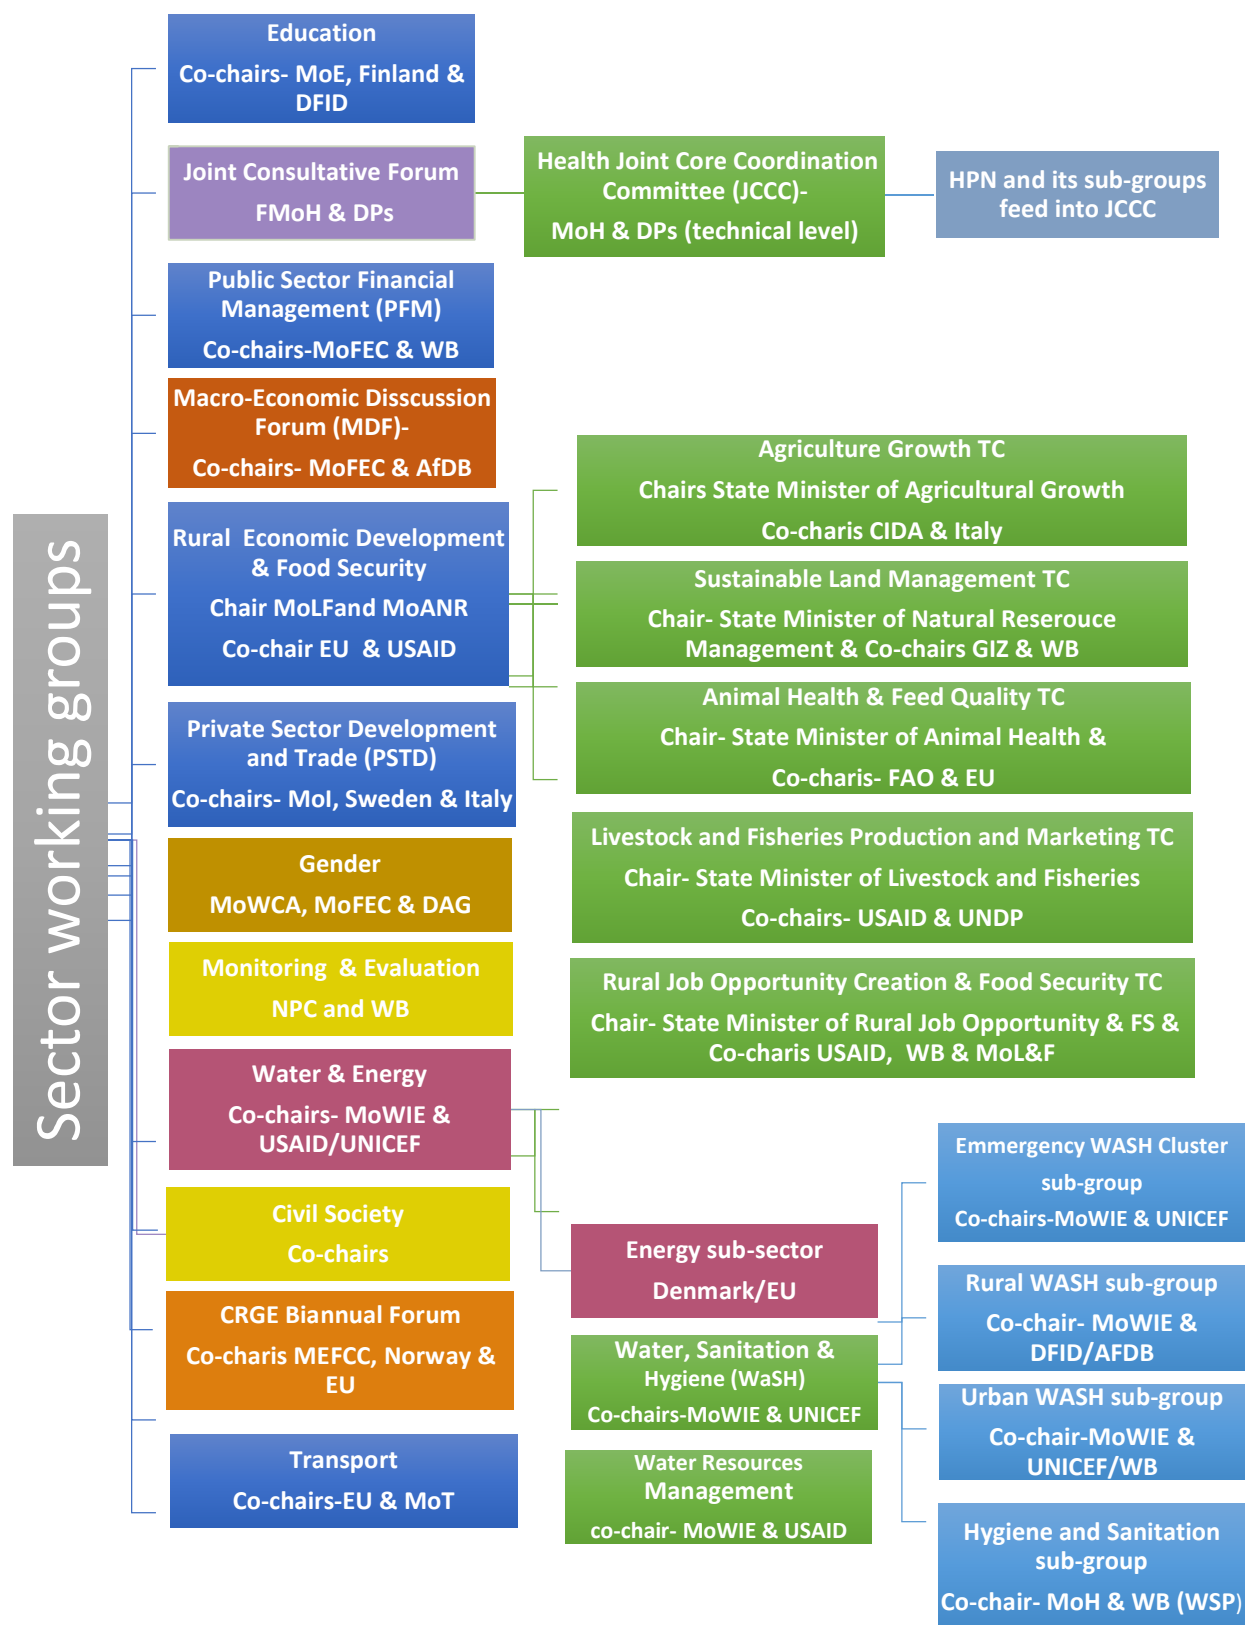 Sector working groups
Education
Co-chairs- MoE, Finland &
DFID
Joint Consultative Forum
FMoH & DPs
Health Joint Core Coordination
Committee (JCCC)-
MoH & DPs (technical level)
HPN and its sub-groups
feed into JCCC
Public Sector Financial
Management (PFM)
Co-chairs-MoFEC & WB
Macro-Economic Disscussion
Forum (MDF)-
Co-chairs- MoFEC & AfDB
Rural Economic Development
& Food Security
Chair MoLFand MoANR
Co-chair EU & USAID
Agriculture Growth TC
Chairs State Minister of Agricultural Growth
Co-charis CIDA & Italy
Sustainable Land Management TC
Chair- State Minister of Natural Reserouce
Management & Co-chairs GIZ & WB
Animal Health & Feed Quality TC
Chair- State Minister of Animal Health &
Co-charis- FAO & EU
Livestock and Fisheries Production and Marketing TC
Chair- State Minister of Livestock and Fisheries
Co-chairs- USAID & UNDP
Rural Job Opportunity Creation & Food Security TC
Chair- State Minister of Rural Job Opportunity & FS &
Co-charis USAID, WB & MoL&F
Private Sector Development
and Trade (PSTD)
Co-chairs- MoI, Sweden & Italy
Gender
MoWCA, MoFEC & DAG
Monitoring & Evaluation
NPC and WB
Water & Energy
Co-chairs- MoWIE &
USAID/UNICEF
Energy sub-sector
Denmark/EU
Water, Sanitation &
Hygiene (WaSH)
Co-chairs-MoWIE & UNICEF
Water Resources
Management
co-chair- MoWIE & USAID
Emmergency WASH Cluster
sub-group
Co-chairs-MoWIE & UNICEF
Rural WASH sub-group
Co-chair- MoWIE &
DFID/AFDB
Urban WASH sub-group
Co-chair-MoWIE &
UNICEF/WB
Hygiene and Sanitation
sub-group
Co-chair- MoH & WB (WSP)
Civil Society
Co-chairs
CRGE Biannual Forum
Co-charis MEFCC, Norway &
EU
Transport
Co-chairs-EU & MoT